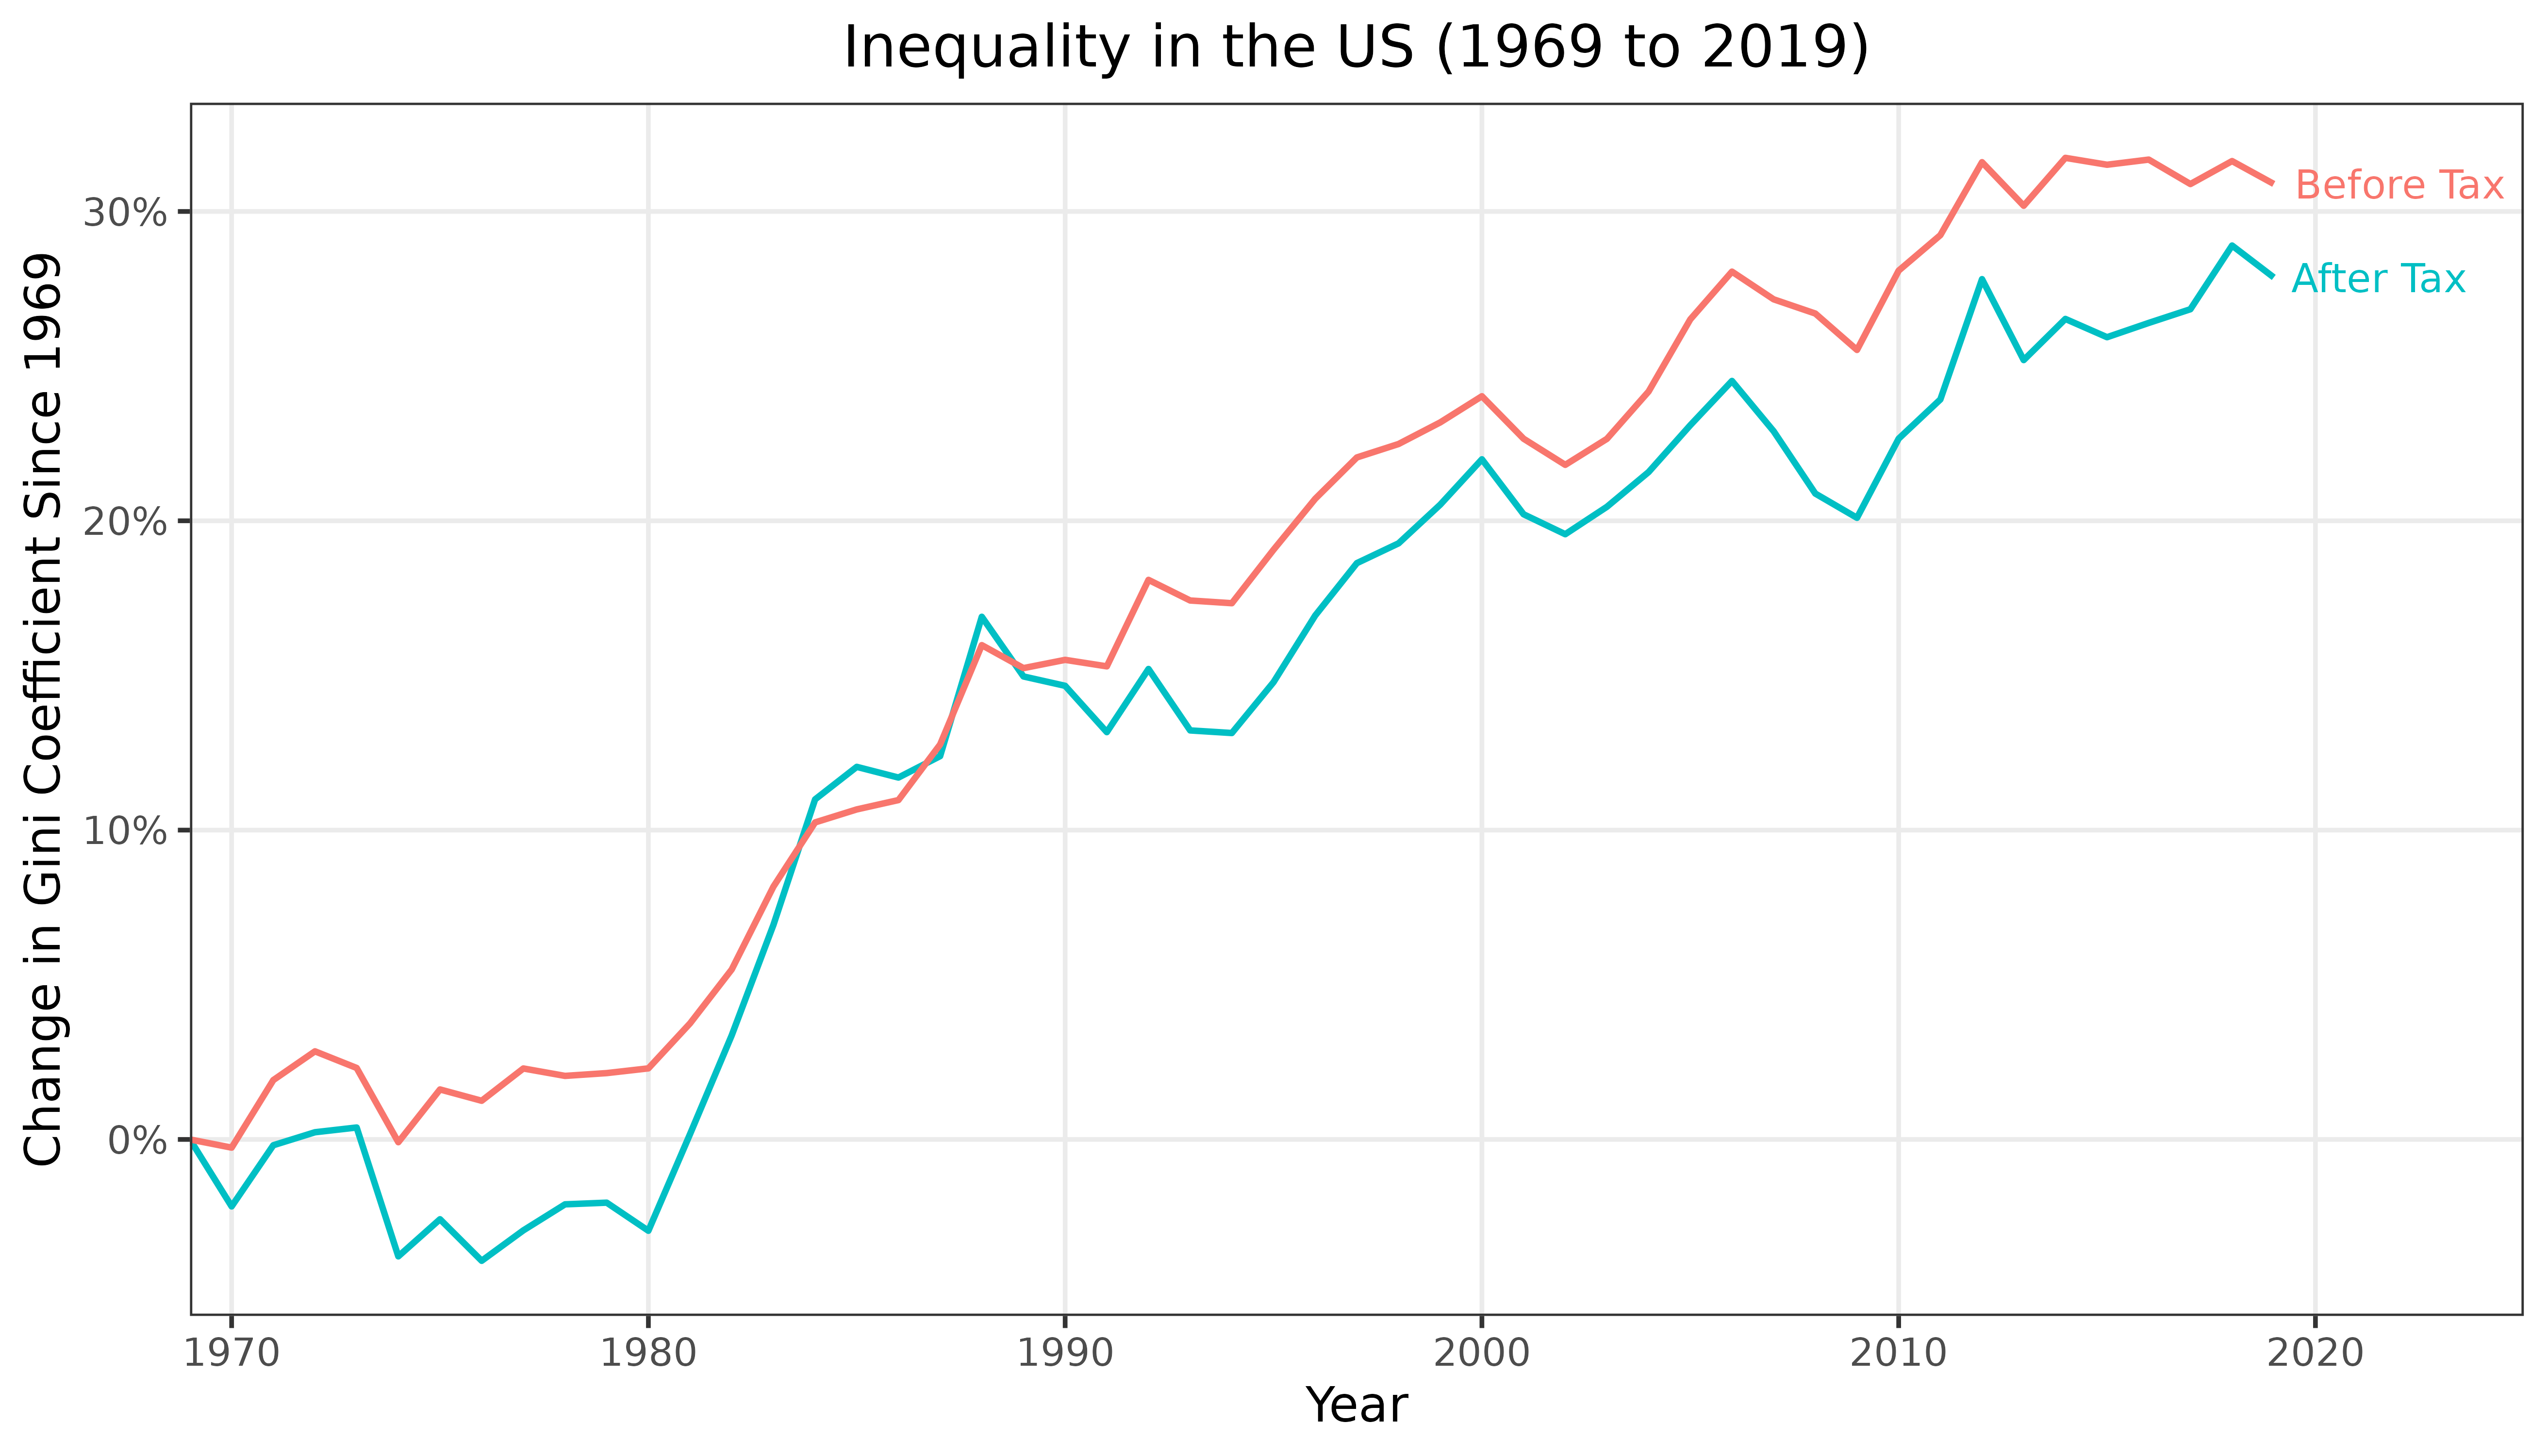 Inequality in the US (1969 to 2019)
Change in Gini Coefficient Since 1969
30%
20%
10%
0%
Before Tax
After Tax
1970 1980 1990 2000 2010 2020
Year